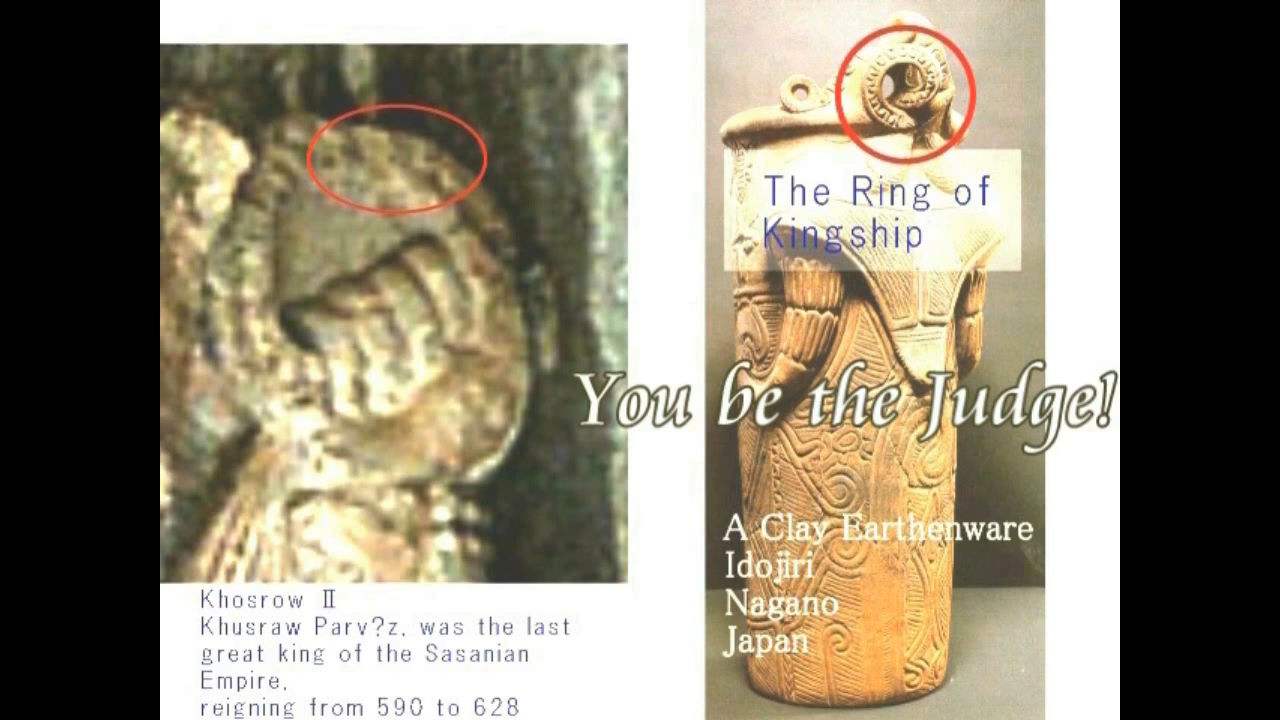 The Ring of
Kingship
You be the Judge!
A Clay Earthenware
Idojiri
Nagano
Japan
Khosrow Ⅱ
Khusraw Parv?z, was the last
great king of the Sasanian
Empire,
reigning from 590 to 628